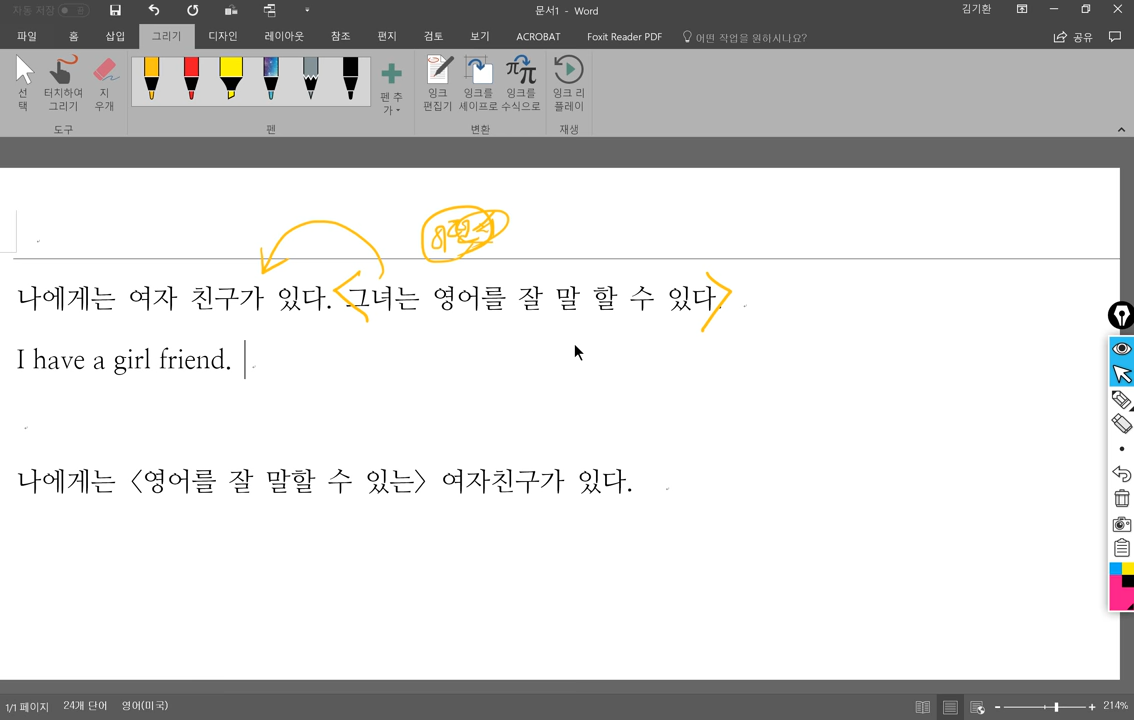 자동 저장
문서1 - Word
김기환
파일 홈 삽입 그리기 디자인 레이아웃 참조 편지 검토 보기 ACROBAT Foxit Reader PDF 어떤 작업을 원하시나요? 공유
선택
터치하여 그리기
지우개
펜 추가
잉크 편집기
잉크를 셰이프로
잉크를 수식으로
잉크 리플레이
도구 펜 변환 재생
나에게는 여자 친구가 있다. 그녀는 영어를 잘 말 할 수 있다.
I have a girl friend.
나에게는 <영어를 잘 말할 수 있는> 여자친구가 있다.
1/1 페이지 24개 단어 영어(미국) 214%